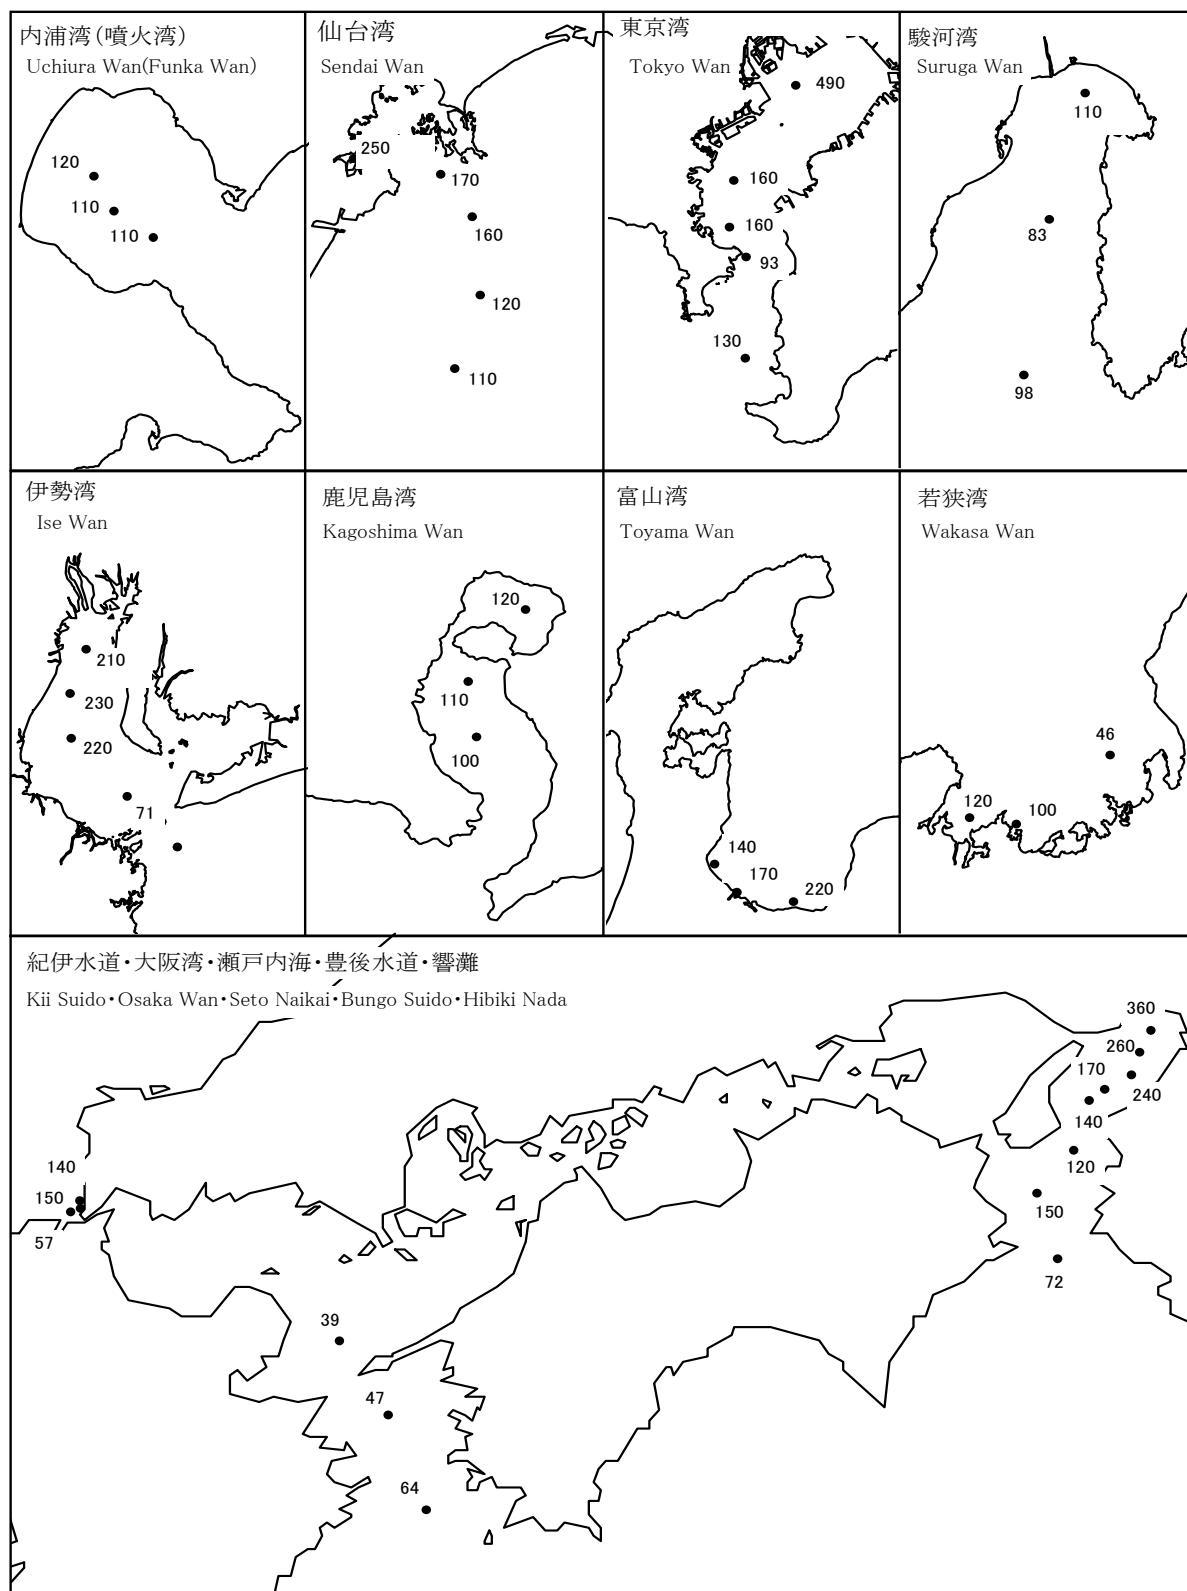 内浦湾(噴火湾)
Uchiura Wan(Funka Wan)
120
110
110
仙台湾
Sendai Wan
250
170
160
120
110
東京湾
Tokyo Wan
490
160
160
93
130
駿河湾
Suruga Wan
110
83
98
伊勢湾
Ise Wan
210
230
220
71
鹿児島湾
Kagoshima Wan
120
110
100
富山湾
Toyama Wan
140
170
220
若狭湾
Wakasa Wan
46
120
100
紀伊水道・大阪湾・瀬戸内海・豊後水道・響灘
Kii Suido・Osaka Wan・Seto Naikai・Bungo Suido・Hibiki Nada
360
260
170
240
140
120
140
150
150
57
72
39
47
64